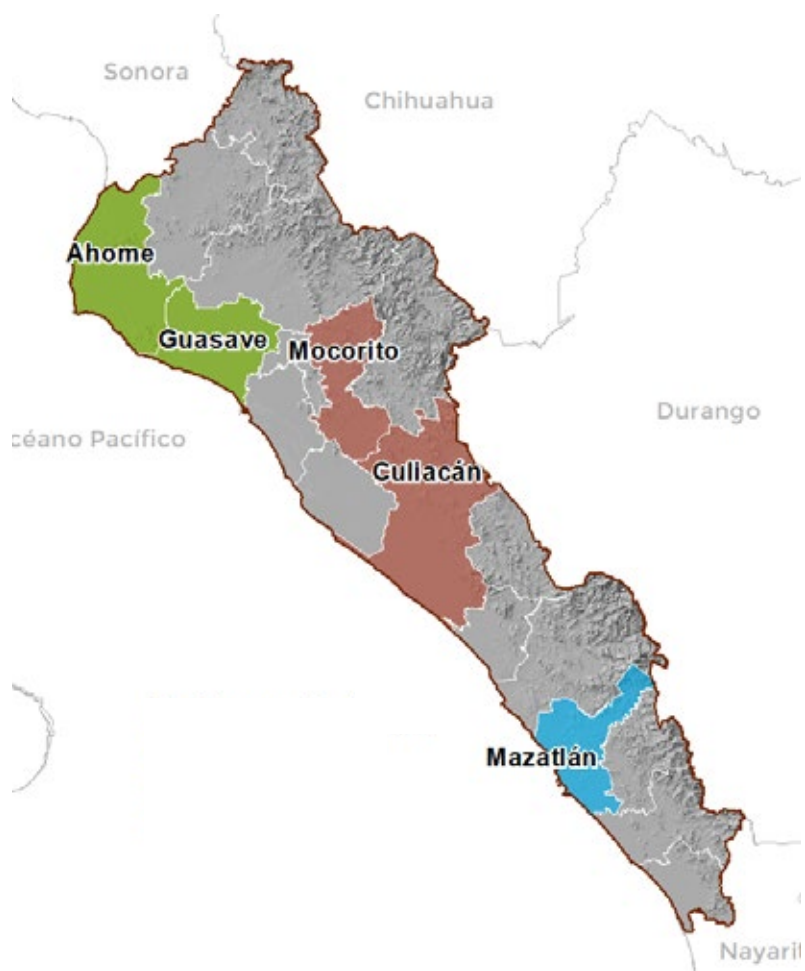 Sonora
Chihuahua
Ahome
Guasave
Mocorito
Durango
céano Pacífico
Culiacán
Mazatlán
Nayarit